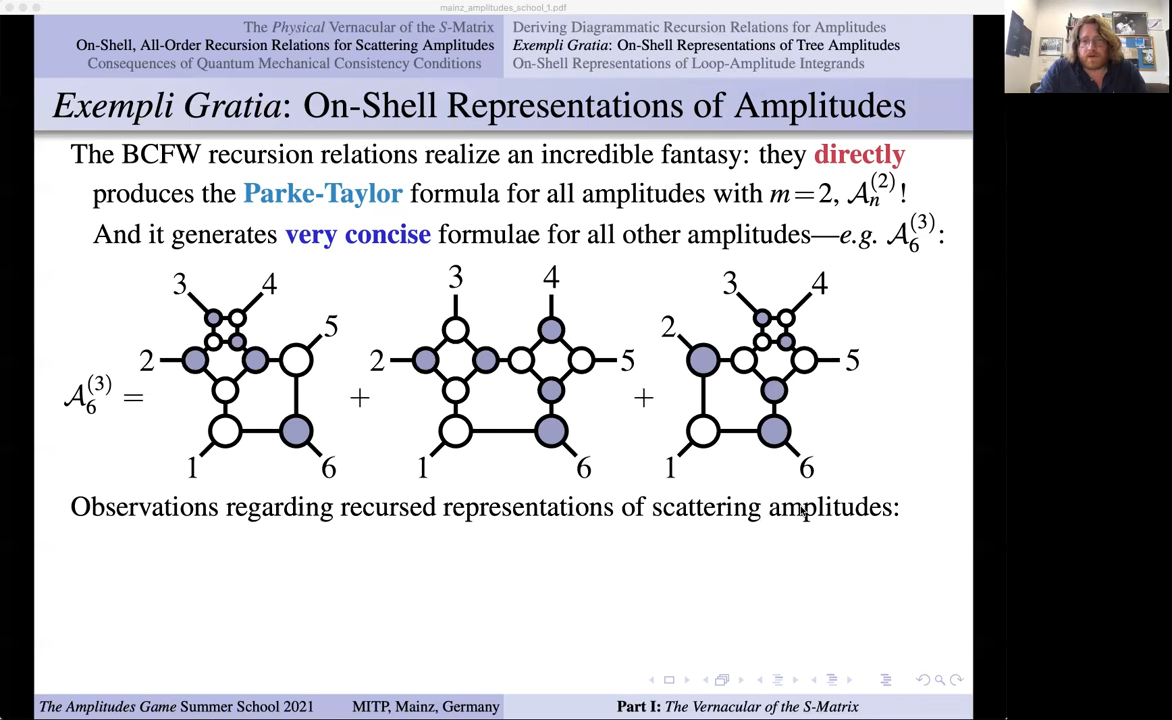 mainz_amplitudes_school_1.pdf
The Physical Vernacular of the S-Matrix
On-Shell, All-Order Recursion Relations for Scattering Amplitudes
Consequences of Quantum Mechanical Consistency Conditions
Deriving Diagrammatic Recursion Relations for Amplitudes
Exempli Gratia: On-Shell Representations of Tree Amplitudes
On-Shell Representations of Loop-Amplitude Integrands
Exempli Gratia: On-Shell Representations of Amplitudes
The BCFW recursion relations realize an incredible fantasy: they directly
produces the Parke-Taylor formula for all amplitudes with m=2, 𝒜ₙ⁽²⁾!
And it generates very concise formulae for all other amplitudes—e.g. 𝒜₆⁽³⁾:
3 4 3 4 3 4
5 2
2 2 5 5
𝒜₆⁽³⁾ = + +
1 6 1 6 1 6
Observations regarding recursed representations of scattering amplitudes:
The Amplitudes Game Summer School 2021 MITP, Mainz, Germany Part I: The Vernacular of the S-Matrix